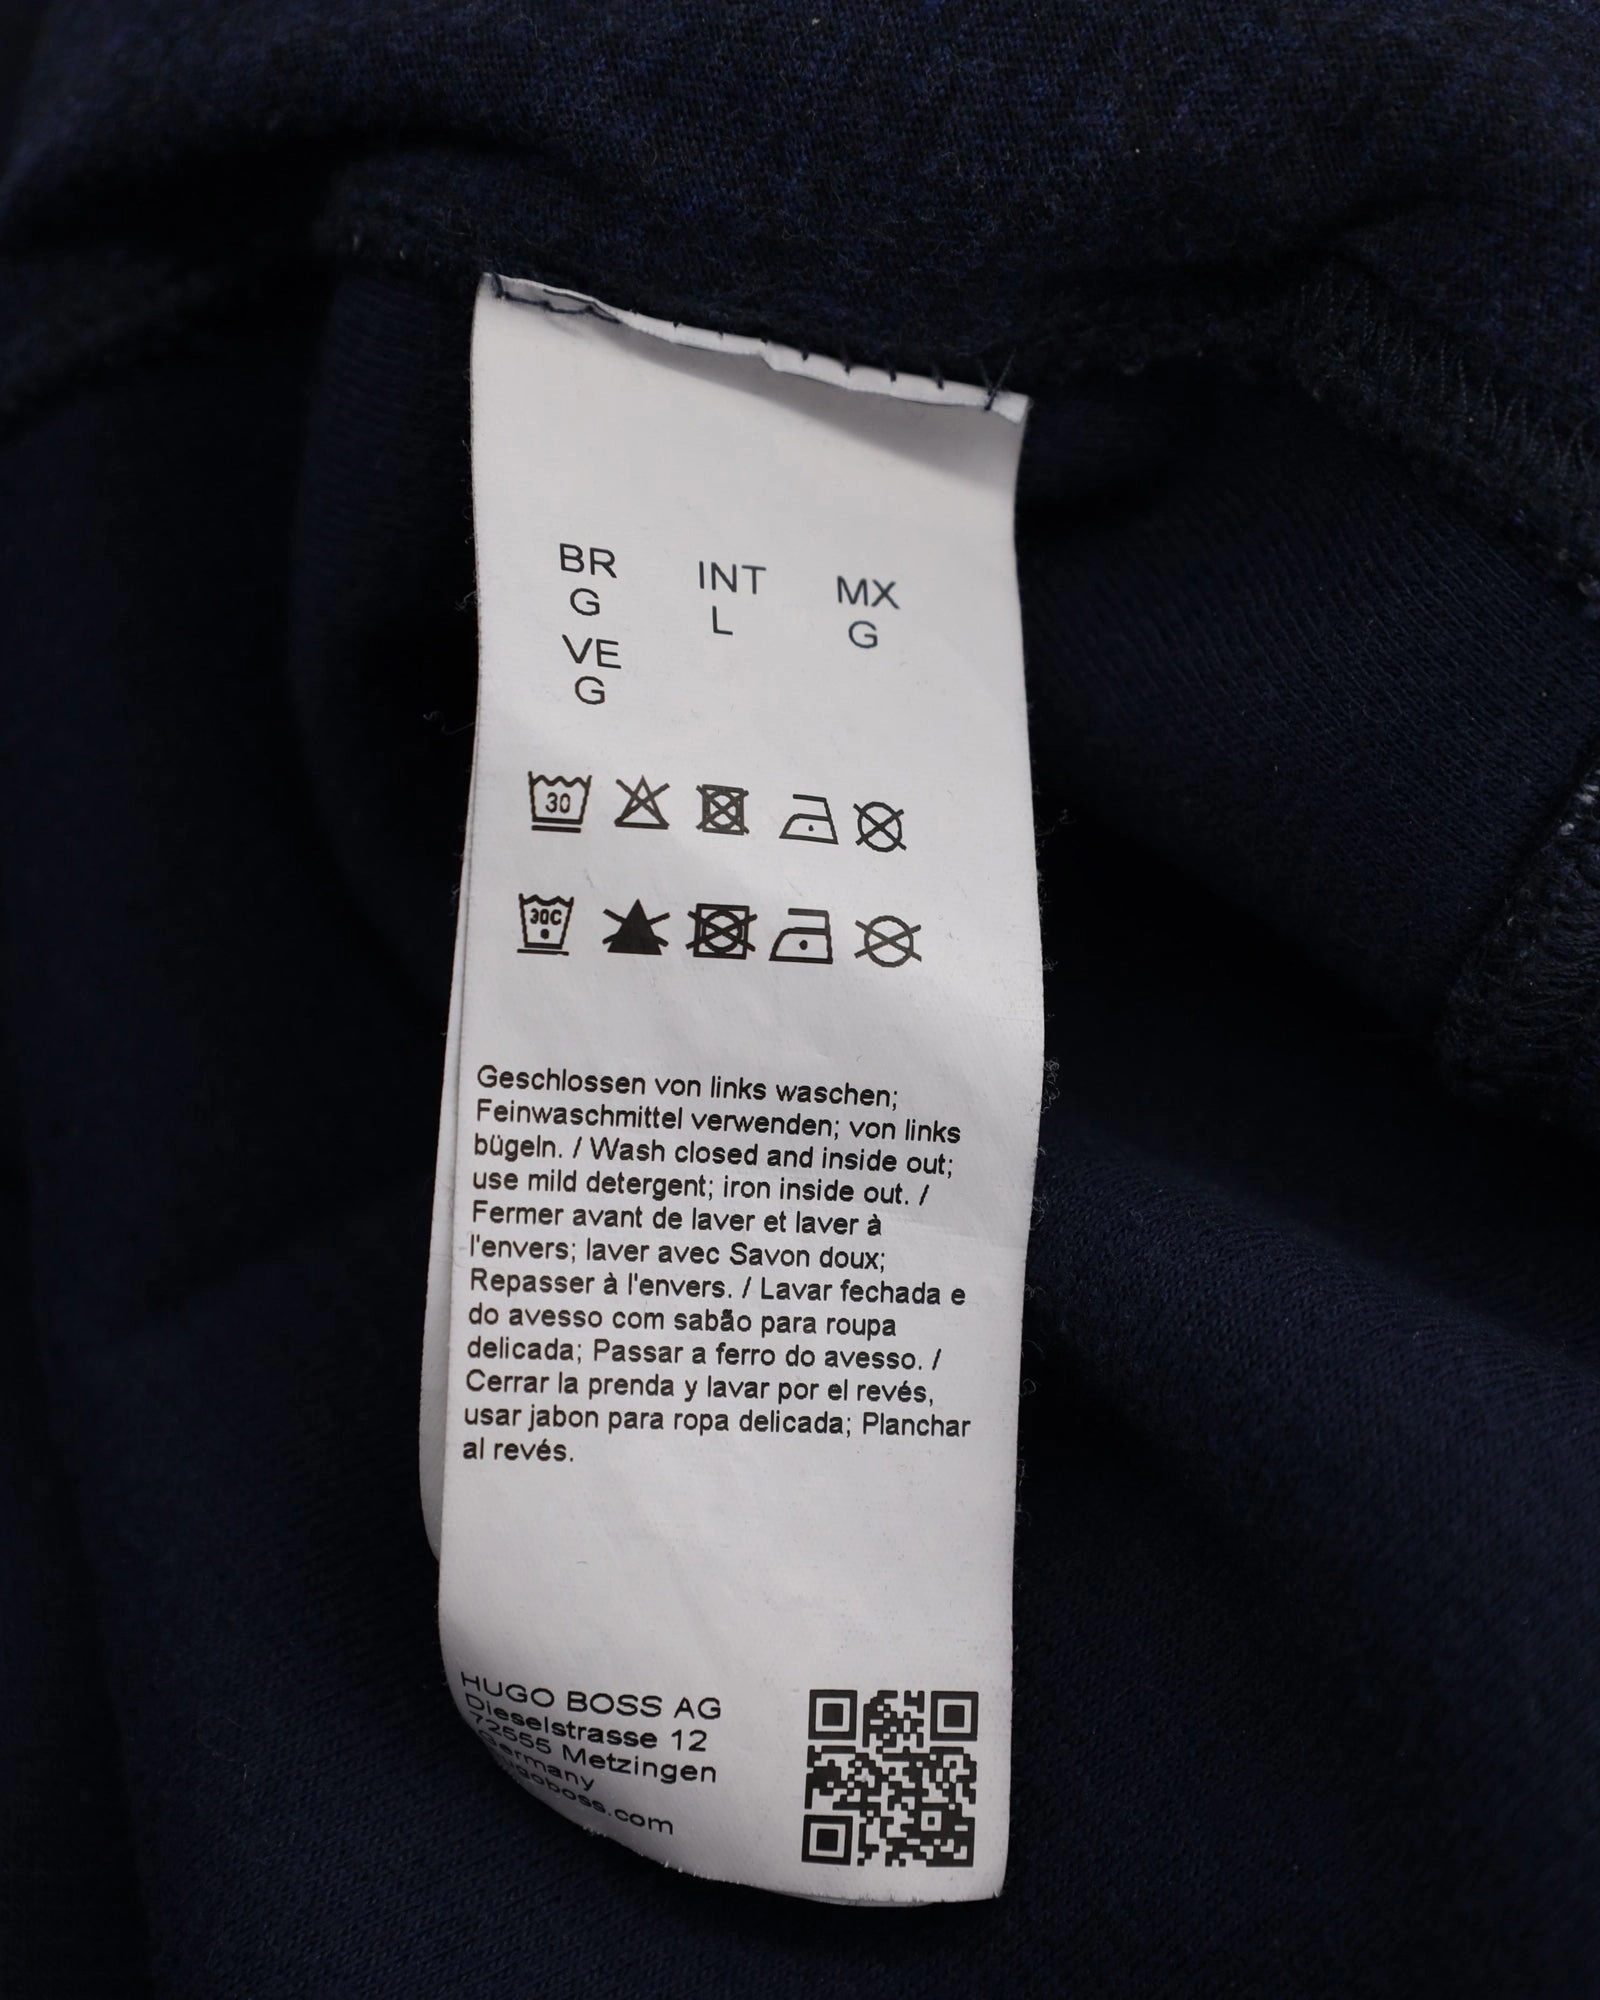 BR INT MX
G L G
VE
G
30
30C
Geschlossen von links waschen;
Feinwaschmittel verwenden; von links
bügeln. / Wash closed and inside out;
use mild detergent; iron inside out. /
Fermer avant de laver et laver à
l'envers; laver avec Savon doux;
Repasser à l'envers. / Lavar fechada e
do avesso com sabão para roupa
delicada; Passar a ferro do avesso. /
Cerrar la prenda y lavar por el revés,
usar jabon para ropa delicada; Planchar
al revés.
HUGO BOSS AG
Dieselstrasse 12
72555 Metzingen
Germany
hugoboss.com